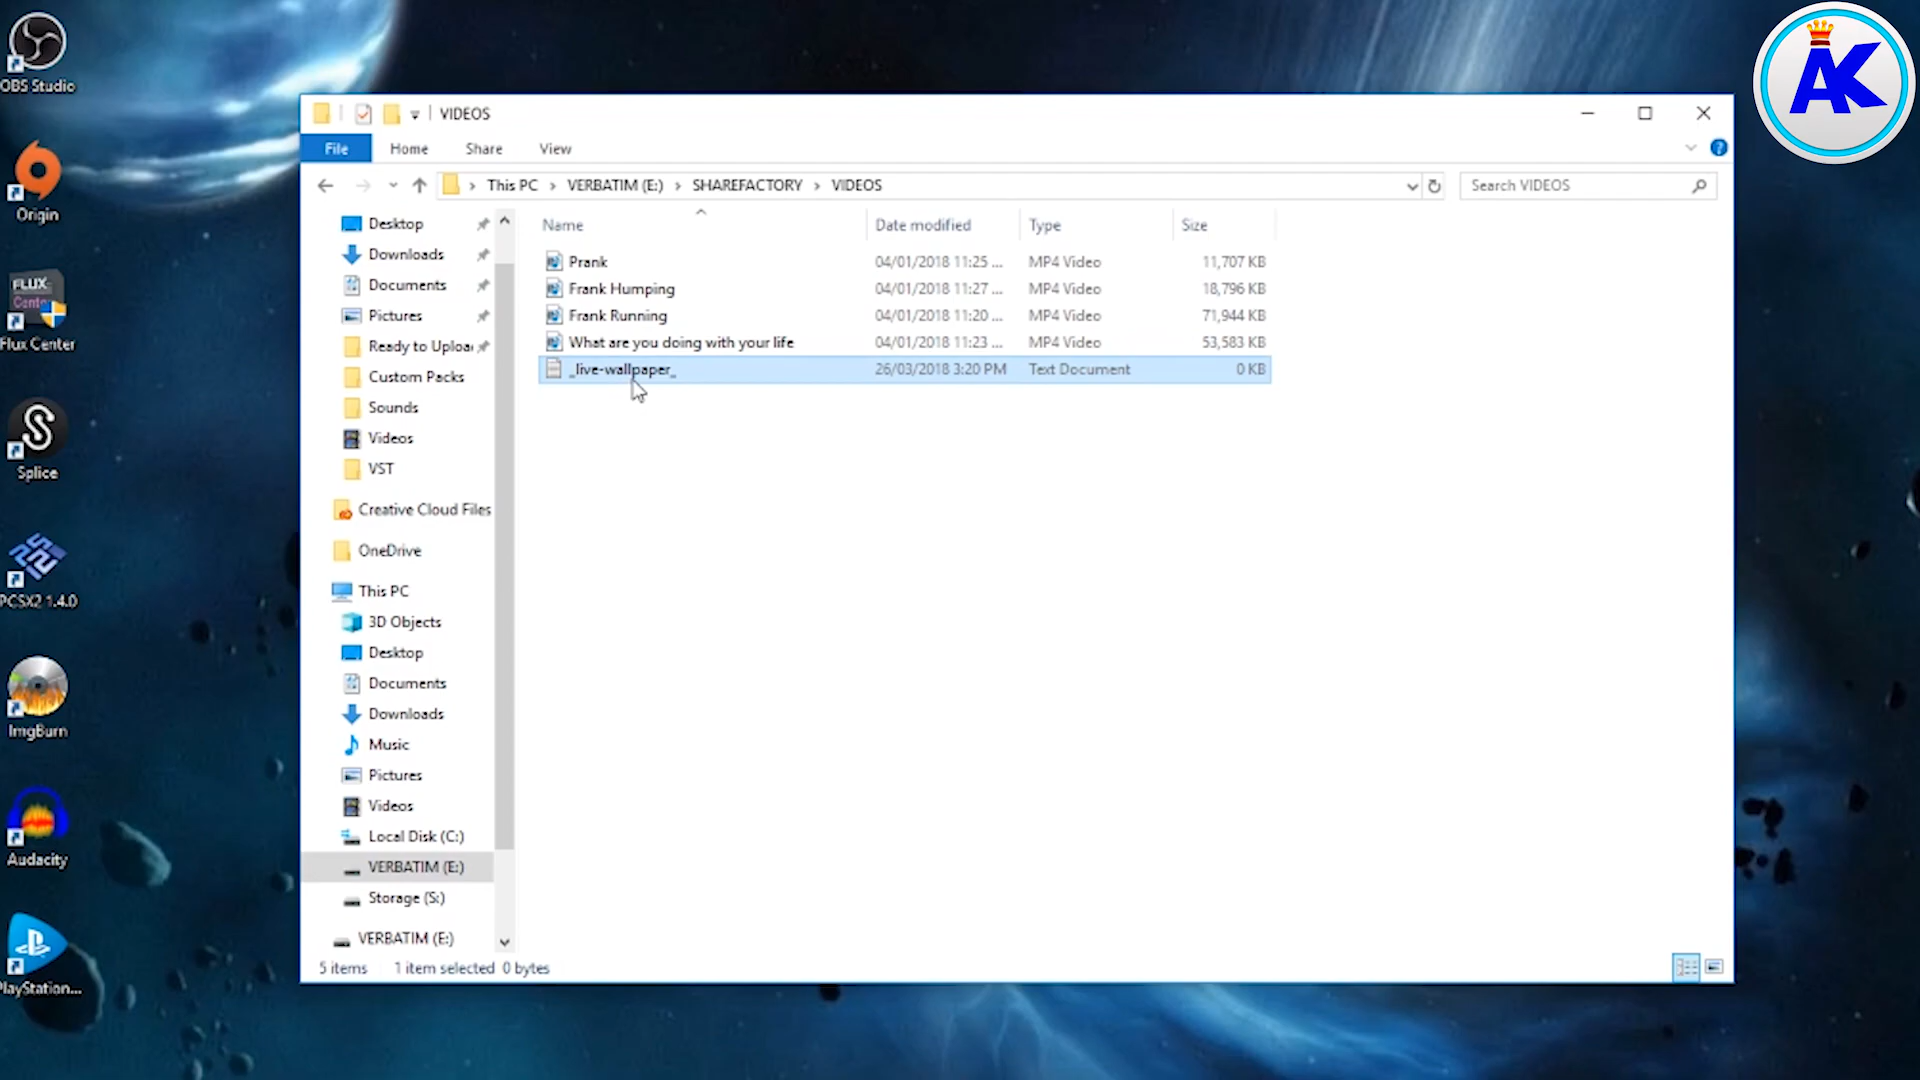 OBS Studio
Origin
FLUX
Center
Flux Center
Splice
PCSX2 1.4.0
ImgBurn
Audacity
PlayStation...
AK
VIDEOS
File Home Share View
This PC > VERBATIM (E:) > SHAREFACTORY > VIDEOS
Search VIDEOS
Desktop
Downloads
Documents
Pictures
Ready to Uploa
Custom Packs
Sounds
Videos
VST
Creative Cloud Files
OneDrive
This PC
3D Objects
Desktop
Documents
Downloads
Music
Pictures
Videos
Local Disk (C:)
VERBATIM (E:)
Storage (S:)
VERBATIM (E:)
Name Date modified Type Size
Prank 04/01/2018 11:25 ... MP4 Video 11,707 KB
Frank Humping 04/01/2018 11:27 ... MP4 Video 18,796 KB
Frank Running 04/01/2018 11:20 ... MP4 Video 71,944 KB
What are you doing with your life 04/01/2018 11:23 ... MP4 Video 53,583 KB
_live-wallpaper_ 26/03/2018 3:20 PM Text Document 0 KB
5 items 1 item selected 0 bytes